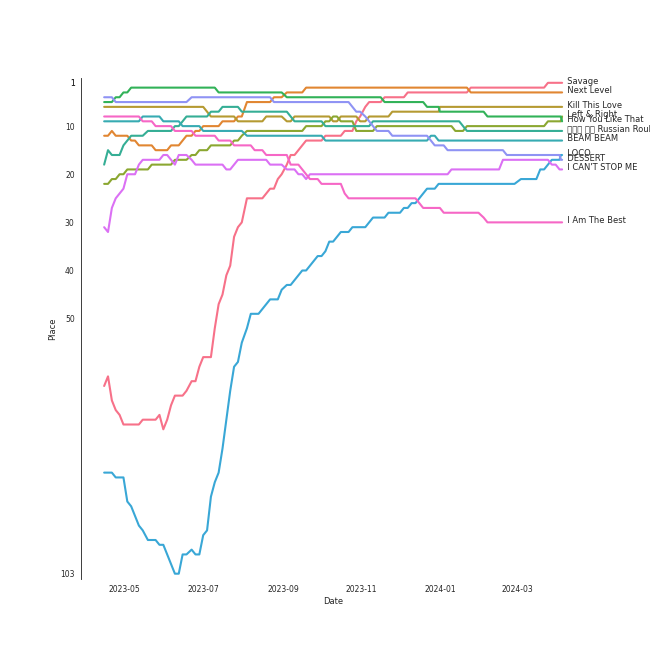 1
10
20
30
40
50
103
Place
2023-05
2023-07
2023-09
2023-11
2024-01
2024-03
Date
Savage
Next Level
Kill This Love
Left & Right
How You Like That
Russian Roul
BEAM BEAM
LOCO
DESSERT
I CAN'T STOP ME
I Am The Best